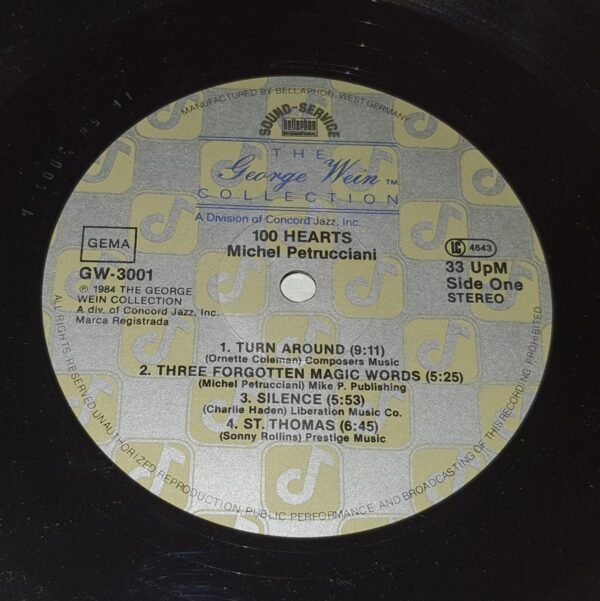 MANUFACTURED BY BELLAPHON, WEST GERMANY
SOUND-SERVICE
bellaphon
INTERNATIONAL
THE
George Wein TM
COLLECTION
A Division of Concord Jazz, Inc.
100 HEARTS
Michel Petrucciani
GEMA
GW-3001
℗ 1984 THE GEORGE
WEIN COLLECTION
A div. of Concord Jazz, Inc.
Marca Registrada
LC 4643
33 UpM
Side One
STEREO
1. TURN AROUND (9:11)
(Ornette Coleman) Composers Music
2. THREE FORGOTTEN MAGIC WORDS (5:25)
(Michel Petrucciani) Mike P. Publishing
3. SILENCE (5:53)
(Charlie Haden) Liberation Music Co.
4. ST. THOMAS (6:45)
(Sonny Rollins) Prestige Music
ALL RIGHTS RESERVED. UNAUTHORIZED REPRODUCTION, PUBLIC PERFORMANCE AND BROADCASTING OF THIS RECORDING PROHIBITED